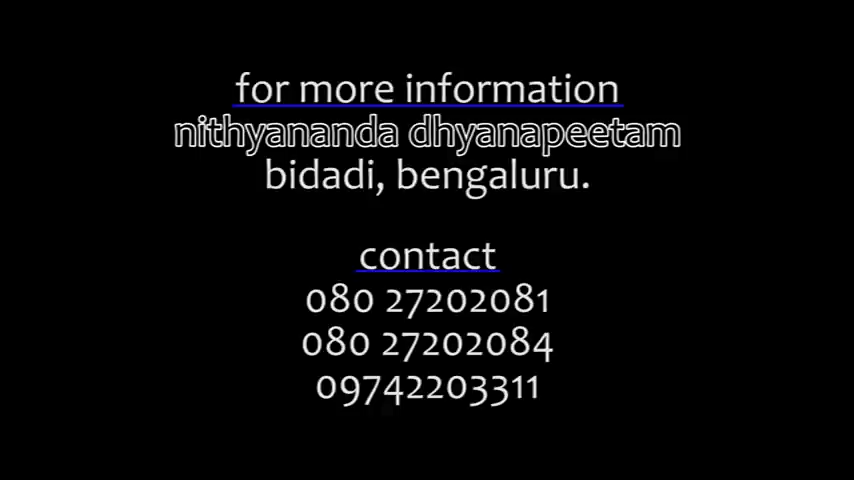 for more information
nithyananda dhyanapeetam
bidadi, bengaluru.
contact
080 27202081
080 27202084
09742203311